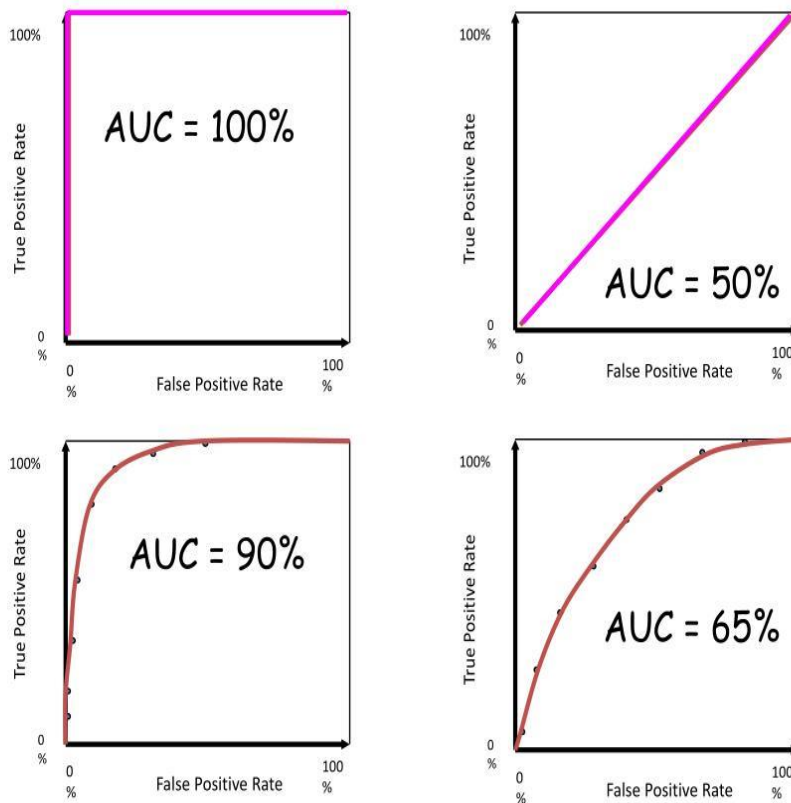 100%
True Positive Rate
AUC = 100%
0
%
0
%
False Positive Rate
100
%
100%
True Positive Rate
AUC = 50%
0
%
0
%
False Positive Rate
100
%
100%
True Positive Rate
AUC = 90%
0
%
0
%
False Positive Rate
100
%
100%
True Positive Rate
AUC = 65%
0
%
0
%
False Positive Rate
100
%